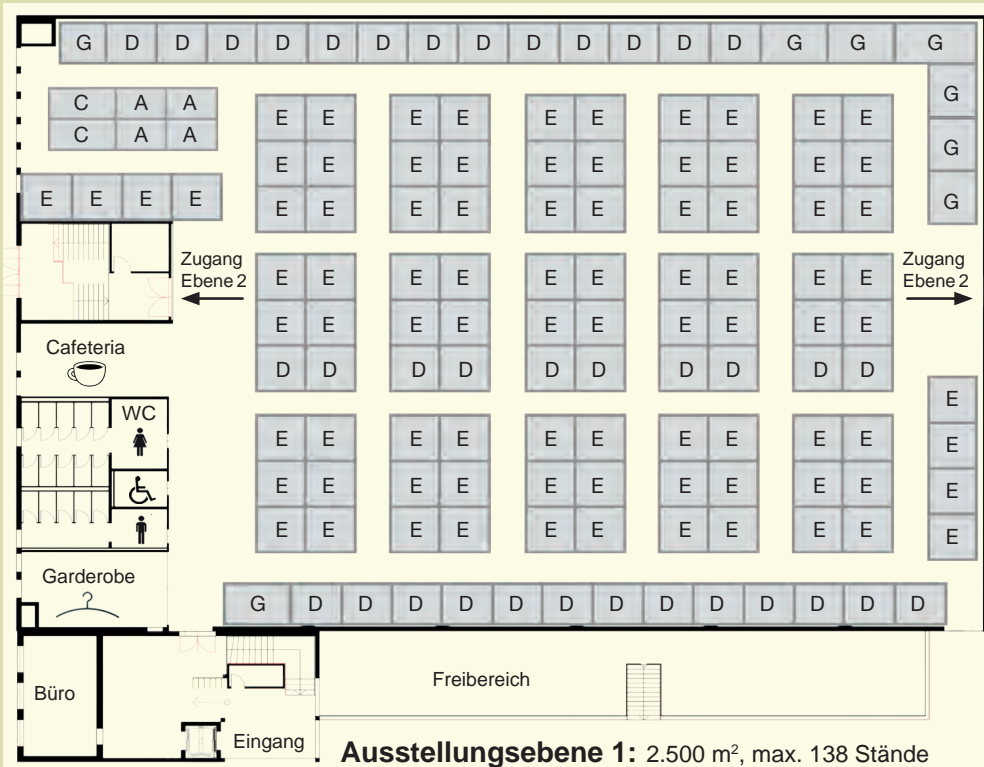 G D D D D D D D D D D D D D G G G
G
G
G
C A A
C A A
E E E E
E E E E E E E E E E
E E E E E E E E E E
E E E E E E E E E E
Zugang
Ebene 2
E E E E E E E E E E
E E E E E E E E E E
D D D D D D D D D D
Zugang
Ebene 2
Cafeteria
WC
E E E E E E E E E E
E E E E E E E E E E
E E E E E E E E E E
E
E
E
E
Garderobe
G D D D D D D D D D D D D D
Büro
Eingang
Freibereich
Ausstellungsebene 1: 2.500 m², max. 138 Stände